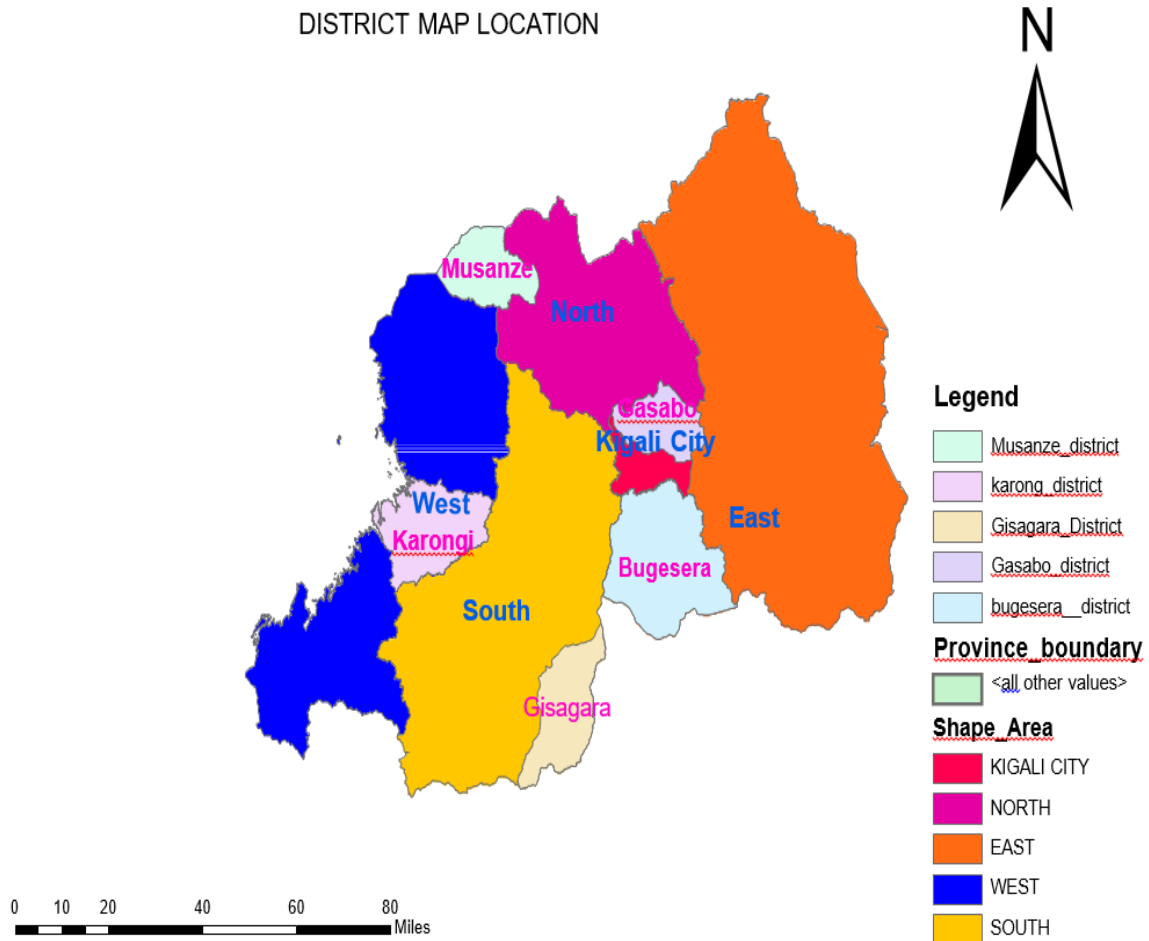 DISTRICT MAP LOCATION
N
Musanze
North
Gasabo
Kigali City
West
Karongi
East
Bugesera
South
Gisagara
Legend
Musanze_district
karong_district
Gisagara_District
Gasabo_district
bugesera__district
Province_boundary
<all other values>
Shape_Area
KIGALI CITY
NORTH
EAST
WEST
SOUTH
0 10 20 40 60 80
Miles